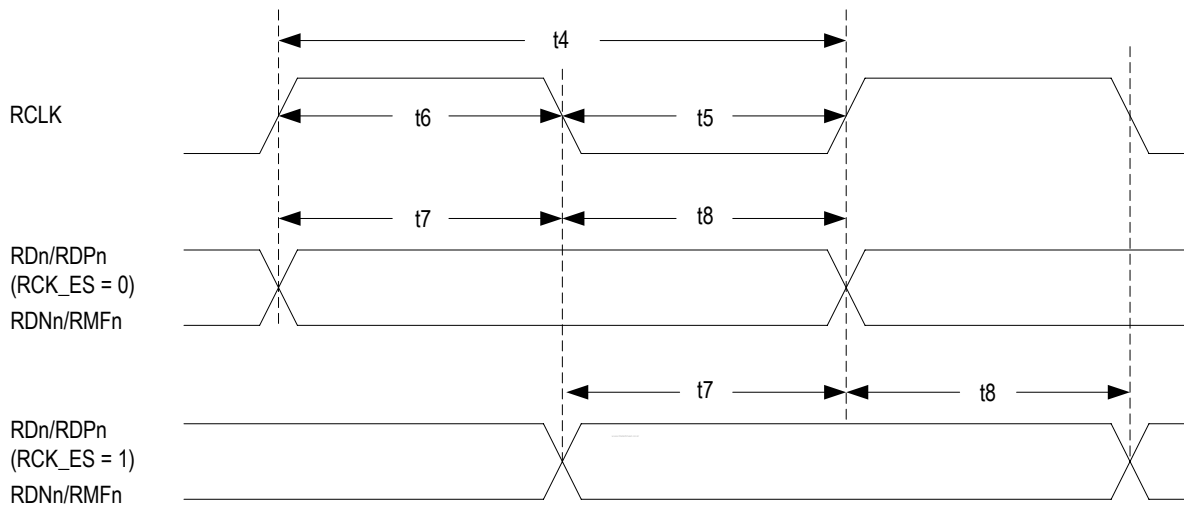 t4
RCLK
t6
t5
t7
t8
RDn/RDPn
(RCK_ES = 0)
RDNn/RMFn
t7
t8
RDn/RDPn
(RCK_ES = 1)
RDNn/RMFn